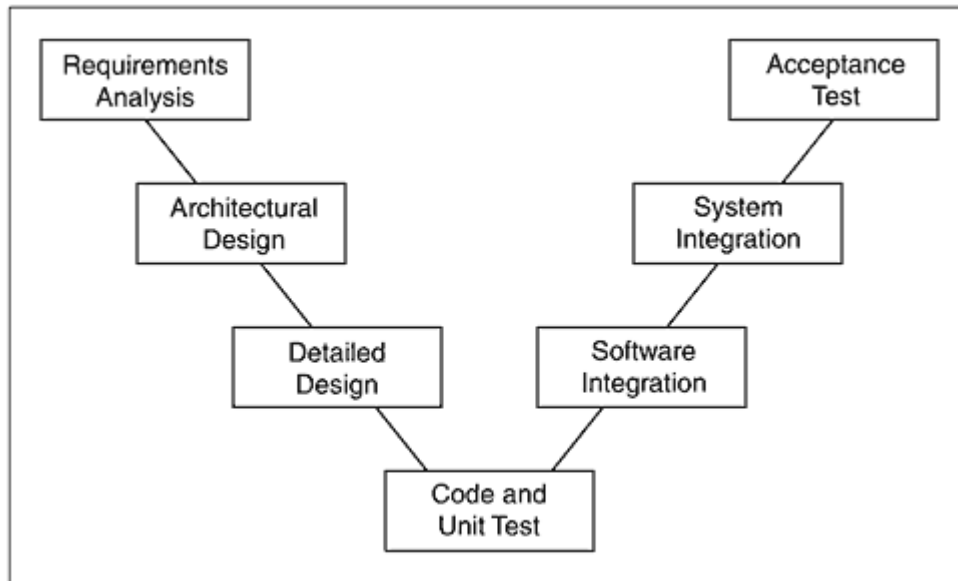 Requirements
Analysis
Acceptance
Test
Architectural
Design
System
Integration
Detailed
Design
Software
Integration
Code and
Unit Test